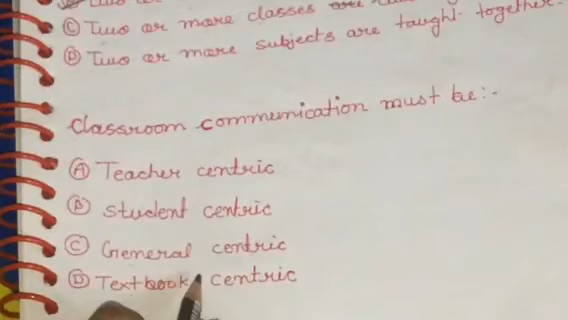 Ⓒ Two or more classes are
Ⓓ Two or more subjects are taught together.
Classroom communication must be:-
Ⓐ Teacher centric
Ⓑ Student centric
Ⓒ General centric
Ⓓ Textbook centric